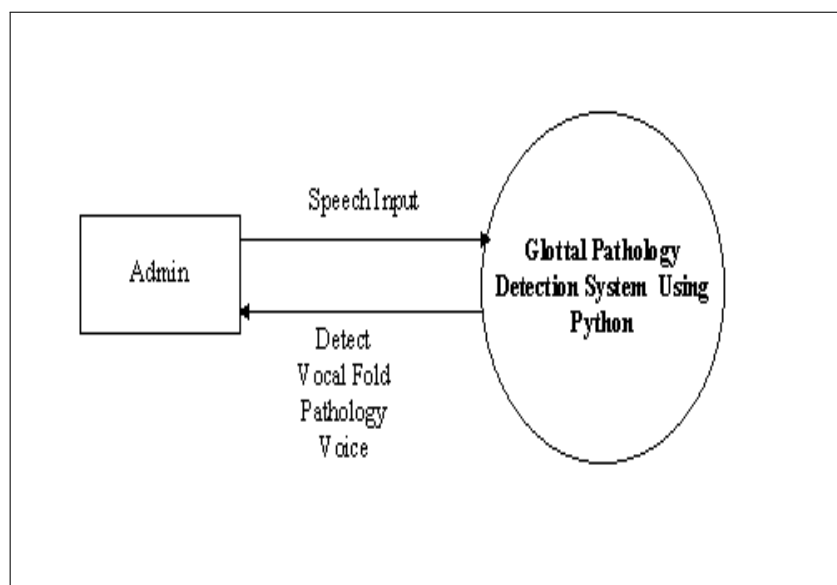 Speech Input
Admin
Glottal Pathology
Detection System Using
Python
Detect
Vocal Fold
Pathology
Voice